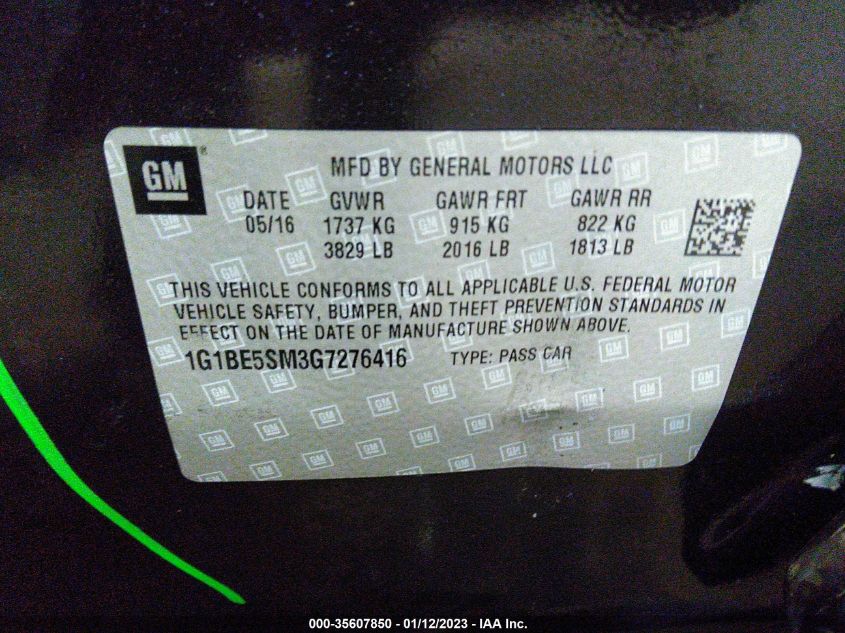 GM ®
MFD BY GENERAL MOTORS LLC
DATE GVWR GAWR FRT GAWR RR
05/16 1737 KG 915 KG 822 KG
3829 LB 2016 LB 1813 LB
THIS VEHICLE CONFORMS TO ALL APPLICABLE U.S. FEDERAL MOTOR
VEHICLE SAFETY, BUMPER, AND THEFT PREVENTION STANDARDS IN
EFFECT ON THE DATE OF MANUFACTURE SHOWN ABOVE.
1G1BE5SM3G7276416 TYPE: PASS CAR
000-35607850 - 01/12/2023 - IAA Inc.